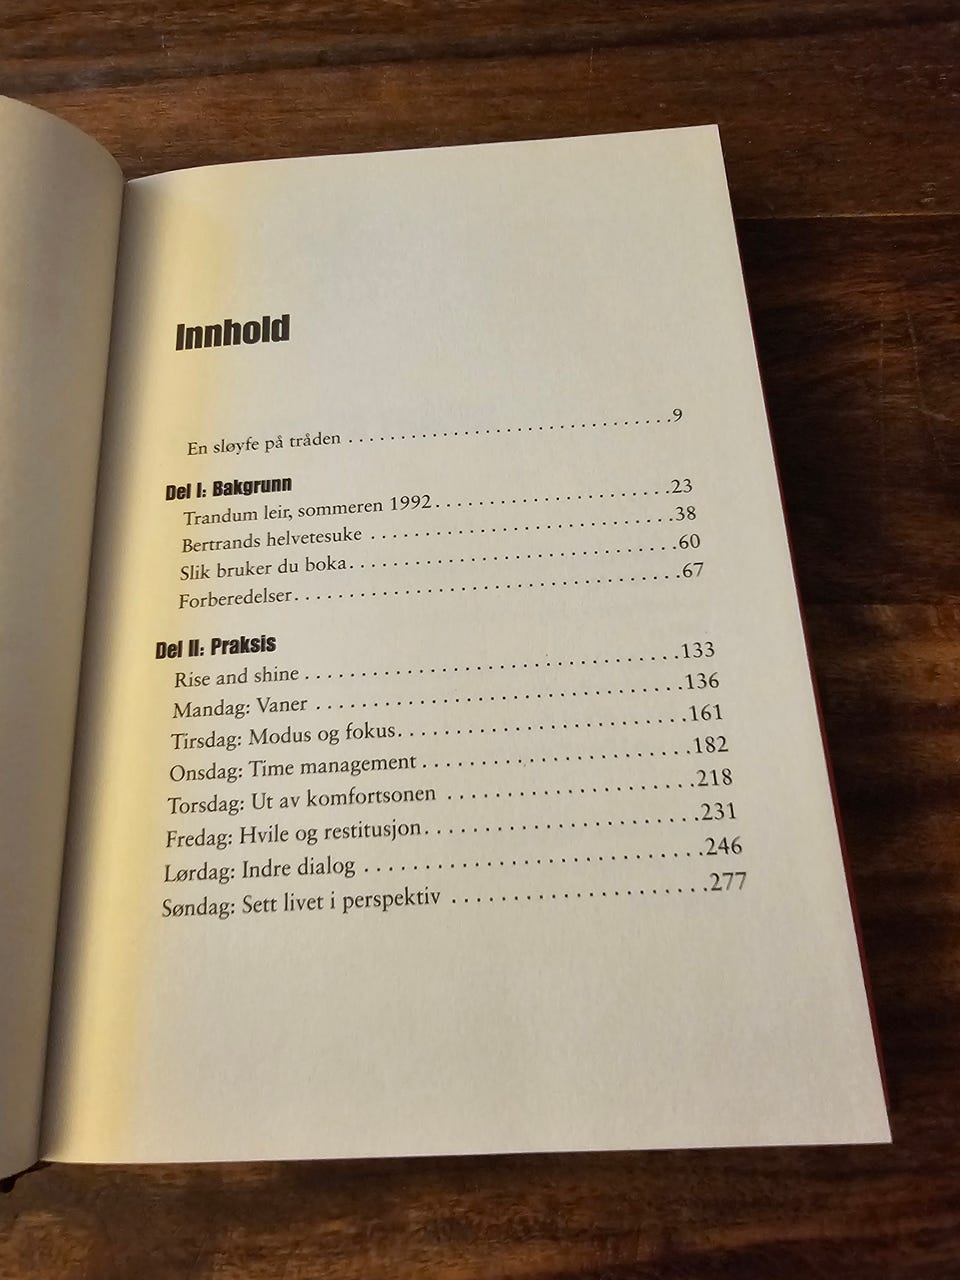 Innhold
En sløyfe på tråden . . . . . . . . . . . . . . . . . . . . . . . . . . . . . . . .9
Del I: Bakgrunn
Trandum leir, sommeren 1992. . . . . . . . . . . . . . . . . . . . . . .23
Bertrands helvetesuke . . . . . . . . . . . . . . . . . . . . . . . . . . . . .38
Slik bruker du boka. . . . . . . . . . . . . . . . . . . . . . . . . . . . . . .60
Forberedelser. . . . . . . . . . . . . . . . . . . . . . . . . . . . . . . . . . . .67
Del II: Praksis
Rise and shine . . . . . . . . . . . . . . . . . . . . . . . . . . . . . . . . .133
Mandag: Vaner . . . . . . . . . . . . . . . . . . . . . . . . . . . . . . . . .136
Tirsdag: Modus og fokus. . . . . . . . . . . . . . . . . . . . . . . . . .161
Onsdag: Time management . . . . . . . . . . . . . . . . . . . . . . . .182
Torsdag: Ut av komfortsonen . . . . . . . . . . . . . . . . . . . . . .218
Fredag: Hvile og restitusjon. . . . . . . . . . . . . . . . . . . . . . . .231
Lørdag: Indre dialog . . . . . . . . . . . . . . . . . . . . . . . . . . . . .246
Søndag: Sett livet i perspektiv . . . . . . . . . . . . . . . . . . . . . .277